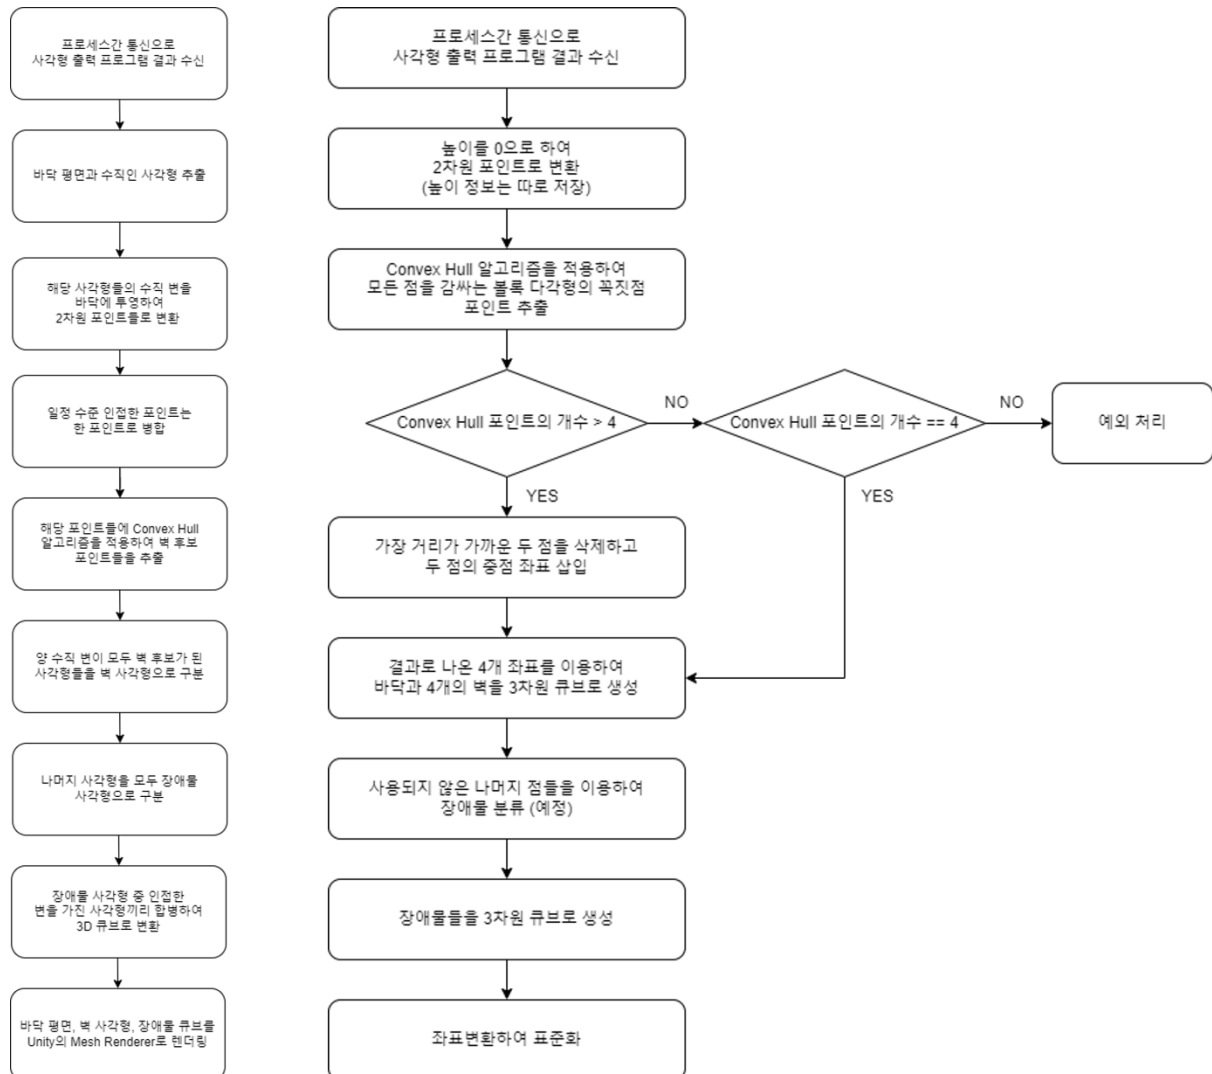 프로세스간 통신으로
사각형 출력 프로그램 결과 수신
바닥 평면과 수직인 사각형 추출
해당 사각형들의 수직 변을
바닥에 투영하여
2차원 포인트들로 변환
일정 수준 인접한 포인트는
한 포인트로 병합
해당 포인트들에 Convex Hull
알고리즘을 적용하여 벽 후보
포인트들을 추출
양 수직 변이 모두 벽 후보가 된
사각형들을 벽 사각형으로 구분
나머지 사각형을 모두 장애물
사각형으로 구분
장애물 사각형 중 인접한
변을 가진 사각형끼리 합병하여
3D 큐브로 변환
바닥 평면, 벽 사각형, 장애물 큐브를
Unity의 Mesh Renderer로 렌더링
프로세스간 통신으로
사각형 출력 프로그램 결과 수신
높이를 0으로 하여
2차원 포인트로 변환
(높이 정보는 따로 저장)
Convex Hull 알고리즘을 적용하여
모든 점을 감싸는 볼록 다각형의 꼭짓점
포인트 추출
Convex Hull 포인트의 개수 > 4
NO
Convex Hull 포인트의 개수 == 4
NO
예외 처리
YES
YES
가장 거리가 가까운 두 점을 삭제하고
두 점의 중점 좌표 삽입
결과로 나온 4개 좌표를 이용하여
바닥과 4개의 벽을 3차원 큐브로 생성
사용되지 않은 나머지 점들을 이용하여
장애물 분류 (예정)
장애물들을 3차원 큐브로 생성
좌표변환하여 표준화